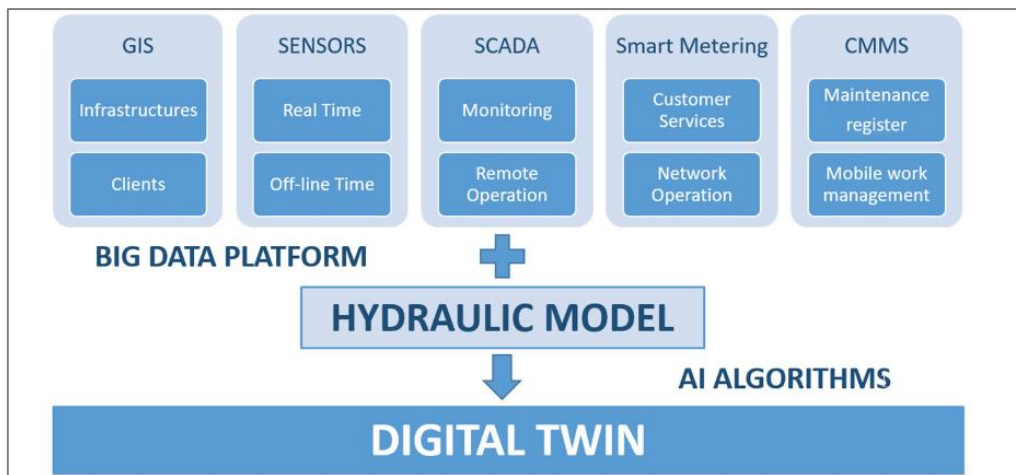 GIS
Infrastructures
Clients
SENSORS
Real Time
Off-line Time
SCADA
Monitoring
Remote
Operation
Smart Metering
Customer
Services
Network
Operation
CMMS
Maintenance
register
Mobile work
management
BIG DATA PLATFORM
HYDRAULIC MODEL
AI ALGORITHMS
DIGITAL TWIN